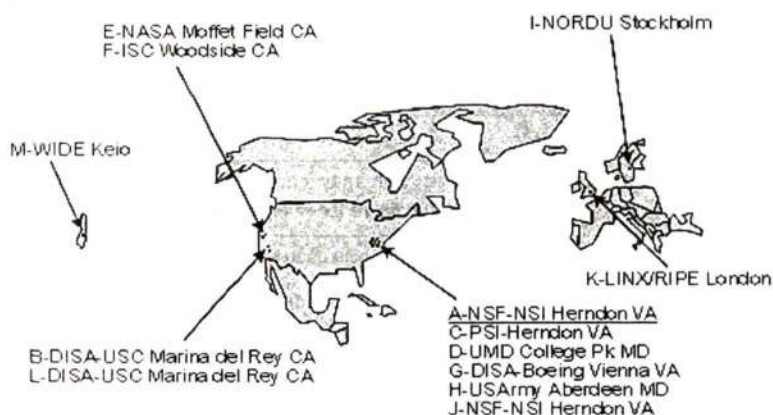 E-NASA Moffet Field CA
F-ISC Woodside CA
I-NORDU Stockholm
M-WIDE Keio
K-LINX/RIPE London
B-DISA-USC Marina del Rey CA
L-DISA-USC Marina del Rey CA
A-NSF-NSI Herndon VA
C-PSI-Herndon VA
D-UMD College Pk MD
G-DISA-Boeing Vienna VA
H-USArmy Aberdeen MD
J-NSF-NSI Herndon VA